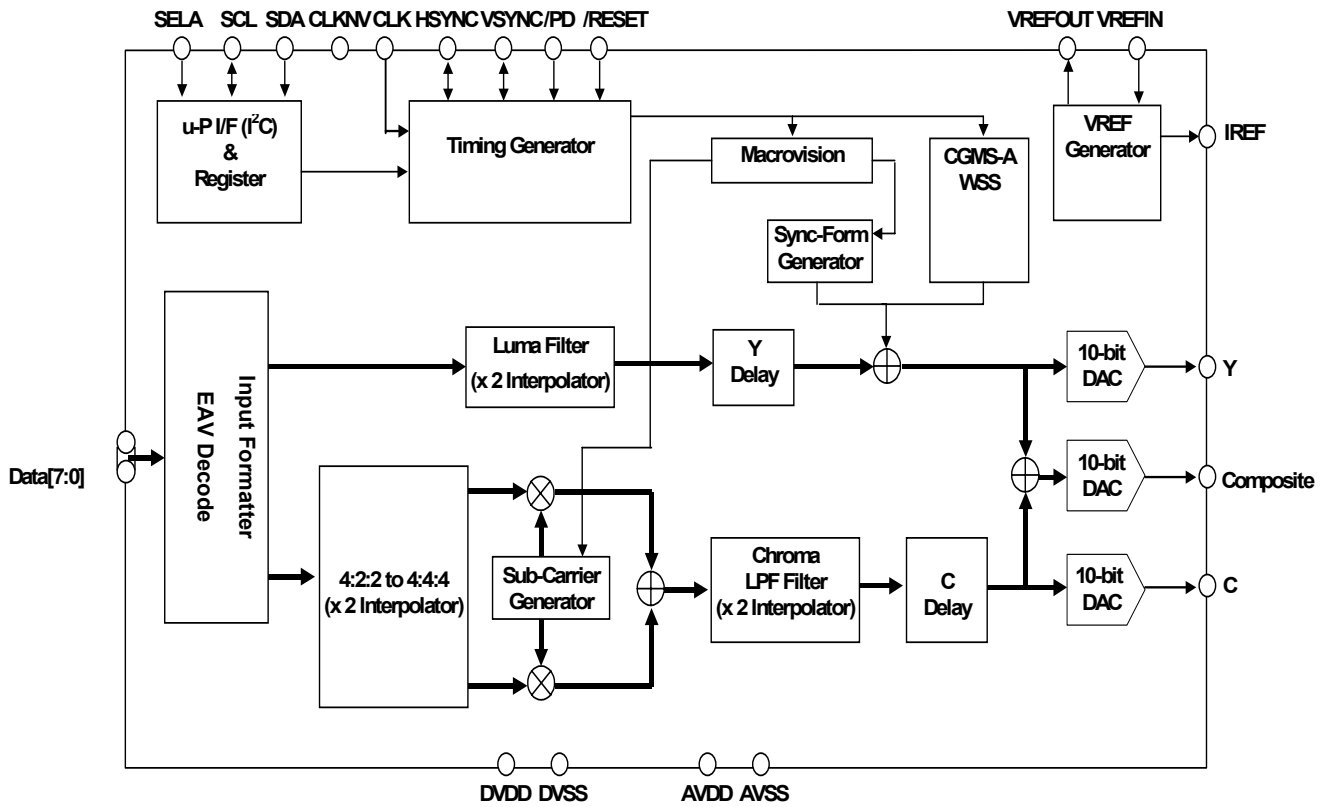 SELA SCL SDA CLKNV CLK HSYNC VSYNC /PD /RESET
VREFOUT VREFIN
u-P I/F (I²C)
&
Register
Timing Generator
Macrovision
CGMS-A
WSS
VREF
Generator
IREF
Sync-Form
Generator
Input Formatter
EAV Decode
Luma Filter
(x 2 Interpolator)
Y
Delay
10-bit
DAC
Y
Data[7:0]
10-bit
DAC
Composite
4:2:2 to 4:4:4
(x 2 Interpolator)
Sub-Carrier
Generator
Chroma
LPF Filter
(x 2 Interpolator)
C
Delay
10-bit
DAC
C
DVDD DVSS
AVDD AVSS